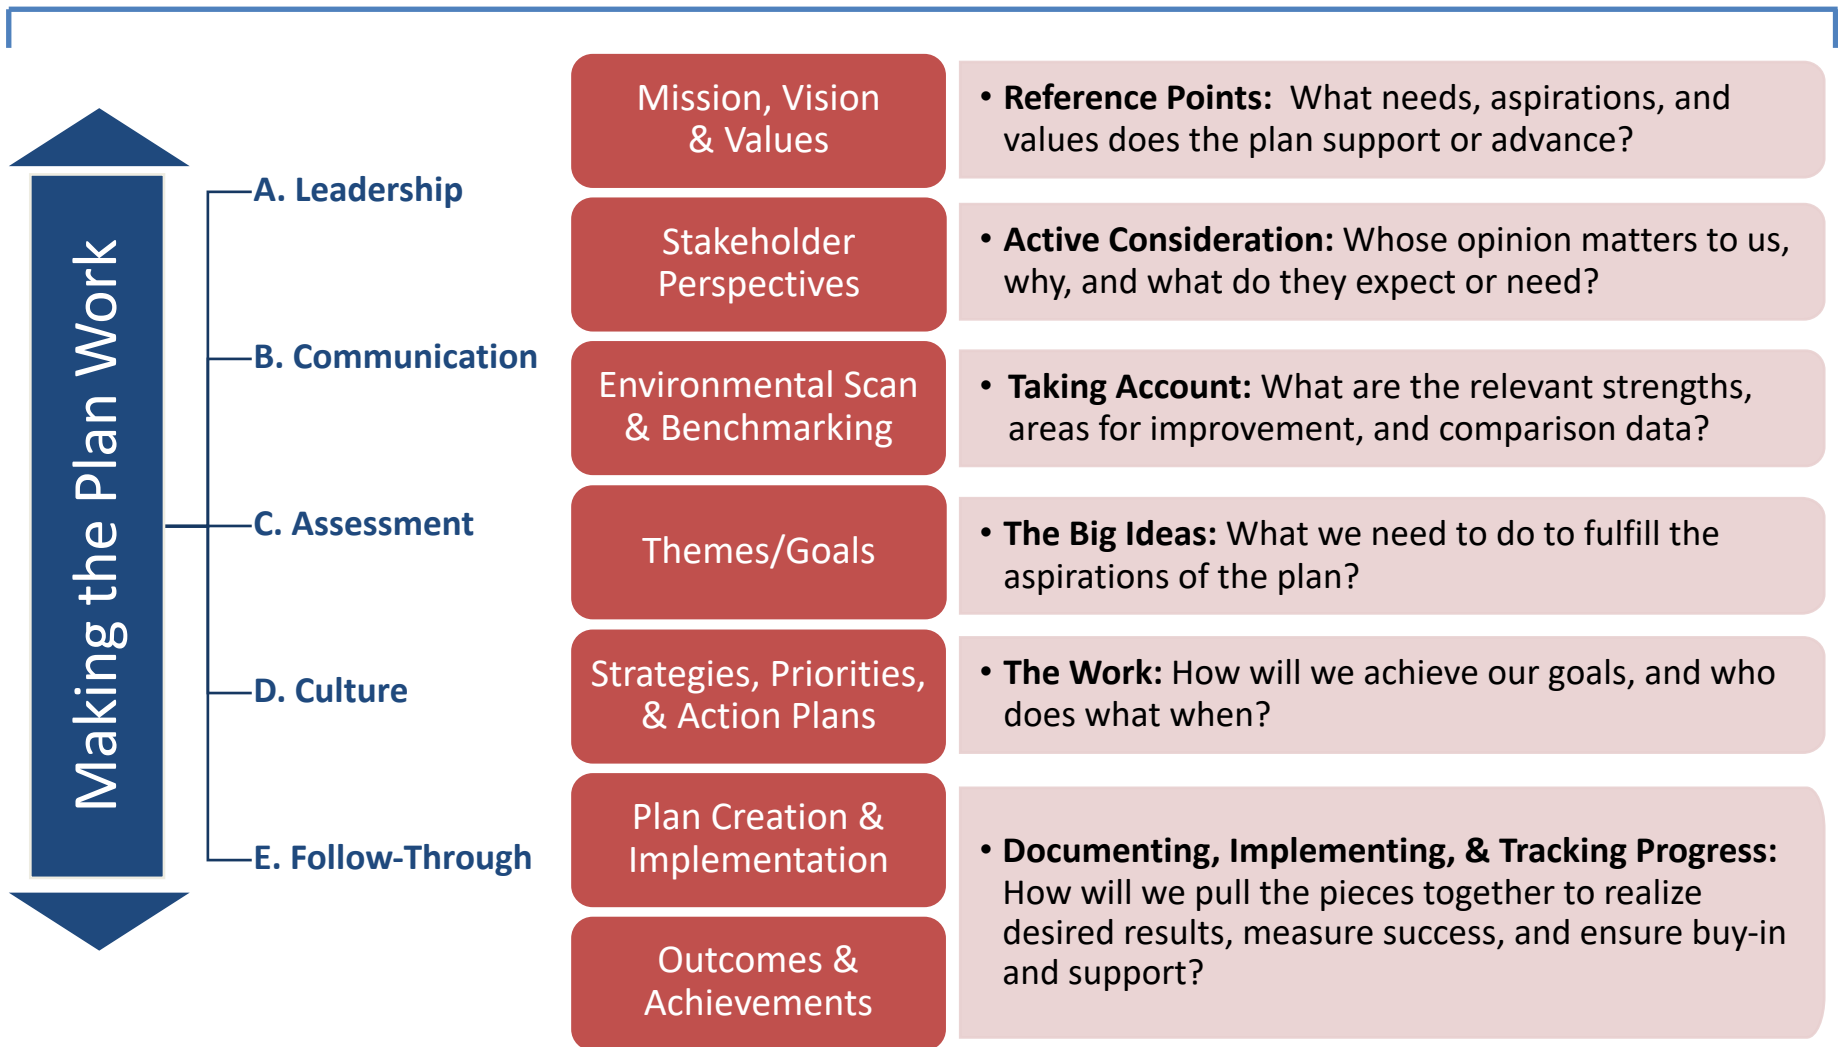 Making the Plan Work
A. Leadership
B. Communication
C. Assessment
D. Culture
E. Follow-Through
Mission, Vision
& Values
• Reference Points:  What needs, aspirations, and
values does the plan support or advance?
Stakeholder
Perspectives
• Active Consideration: Whose opinion matters to us,
why, and what do they expect or need?
Environmental Scan
& Benchmarking
• Taking Account: What are the relevant strengths,
areas for improvement, and comparison data?
Themes/Goals
• The Big Ideas: What we need to do to fulfill the
aspirations of the plan?
Strategies, Priorities,
& Action Plans
• The Work: How will we achieve our goals, and who
does what when?
Plan Creation &
Implementation
Outcomes &
Achievements
• Documenting, Implementing, & Tracking Progress:
How will we pull the pieces together to realize
desired results, measure success, and ensure buy-in
and support?